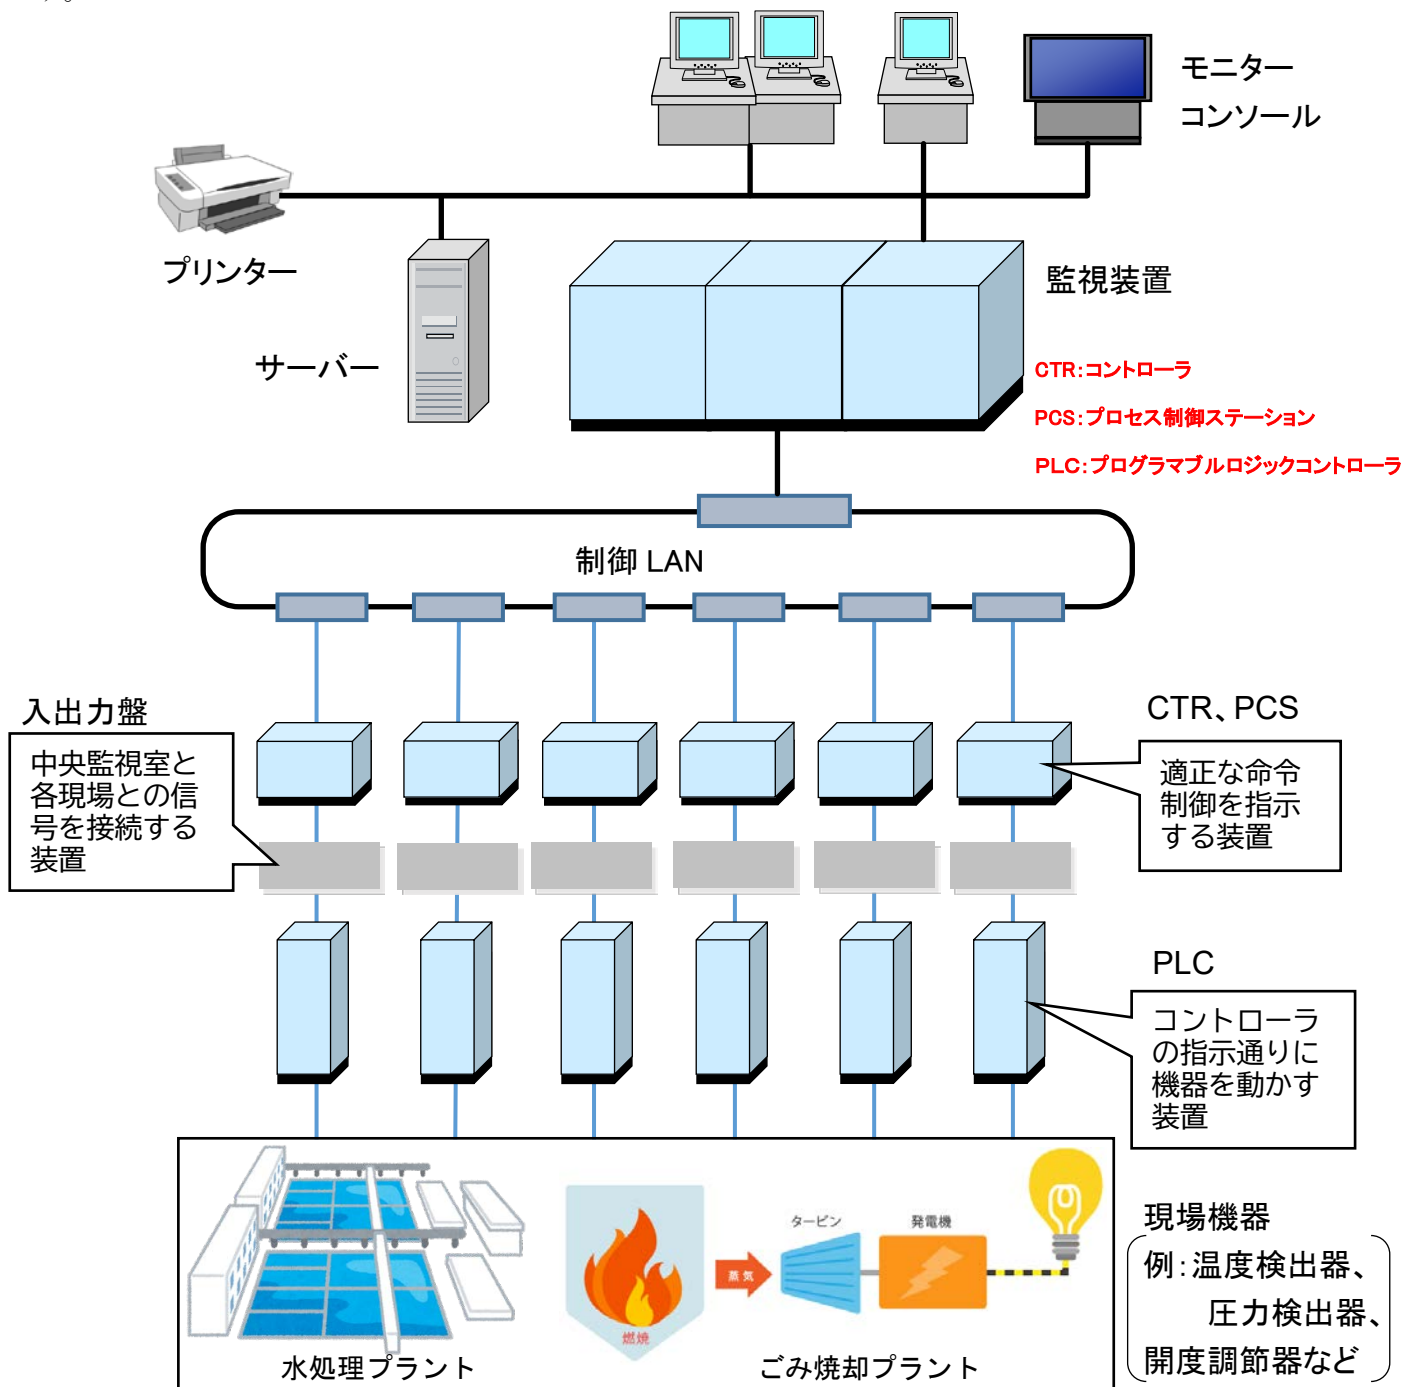 す。
モニター
コンソール
プリンター
監視装置
サーバー
CTR：コントローラ
PCS：プロセス制御ステーション
PLC：プログラマブルロジックコントローラ
制御 LAN
入出力盤
中央監視室と
各現場との信
号を接続する
装置
CTR、PCS
適正な命令
制御を指示
する装置
PLC
コントローラ
の指示通りに
機器を動かす
装置
タービン
発電機
蒸気
燃焼
水処理プラント
ごみ焼却プラント
現場機器
例：温度検出器、
圧力検出器、
開度調節器など